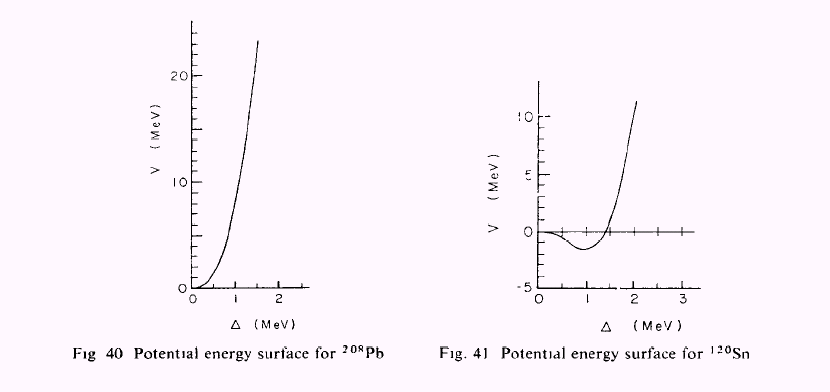 20
10
0
V (MeV)
0 1 2
Δ (MeV)
Fig 40 Potential energy surface for ²⁰⁸Pb
10
5
0
-5
V (MeV)
0 1 2 3
Δ (MeV)
Fig. 41 Potential energy surface for ¹²⁰Sn